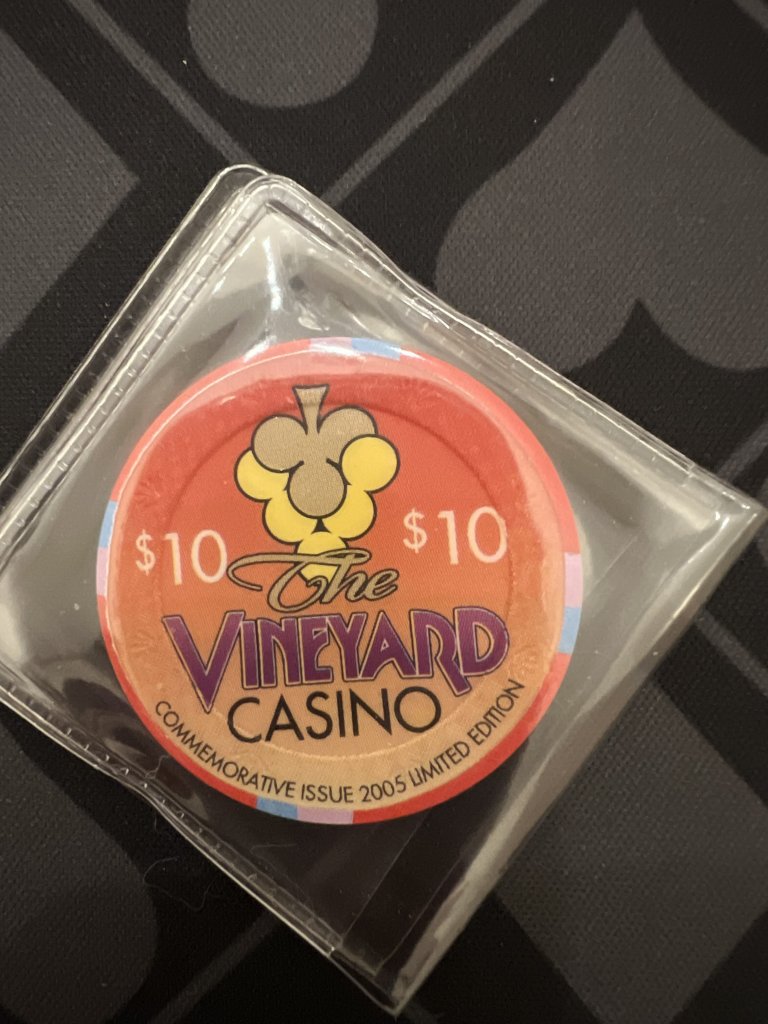 $10 $10
The
VINEYARD
CASINO
COMMEMORATIVE ISSUE 2005 LIMITED EDITION